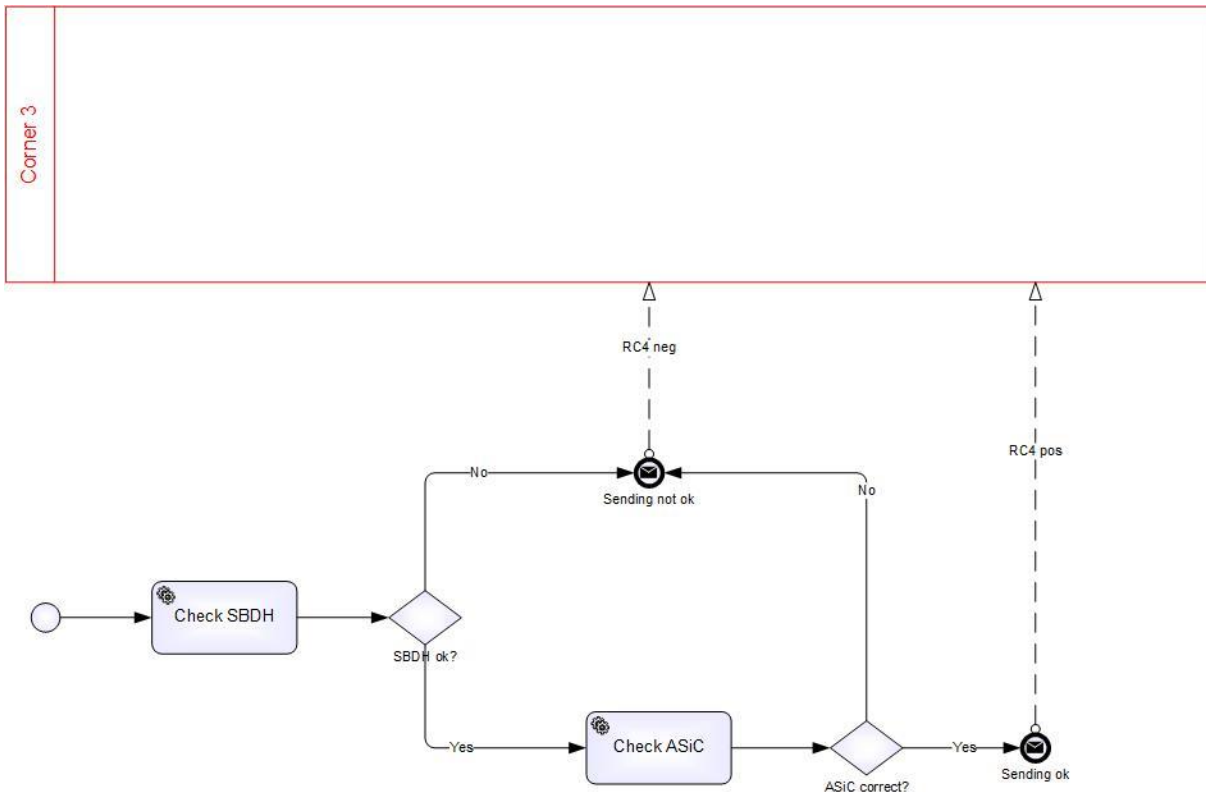 Corner 3
RC4 neg
RC4 pos
No
Sending not ok
No
Check SBDH
SBDH ok?
Yes
Check ASiC
Yes
ASiC correct?
Sending ok